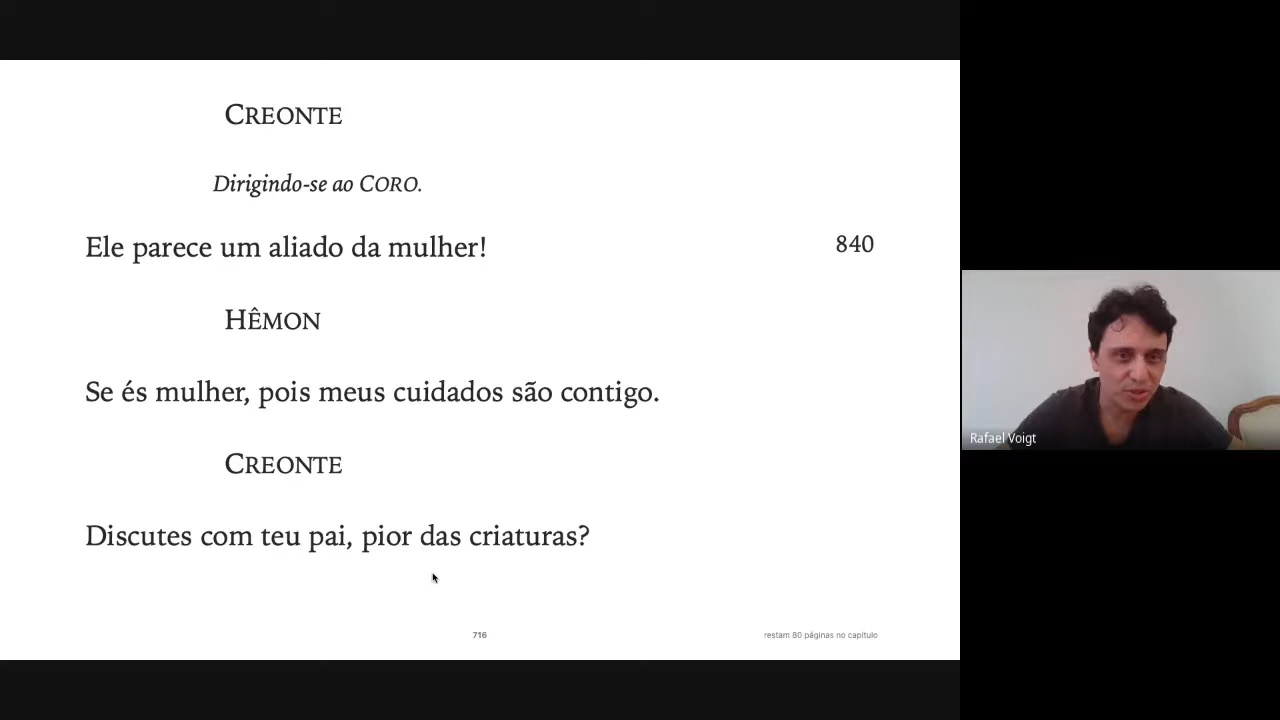 CREONTE
Dirigindo-se ao CORO.
Ele parece um aliado da mulher! 840
HÊMON
Se és mulher, pois meus cuidados são contigo.
CREONTE
Discutes com teu pai, pior das criaturas?
716 restam 80 páginas no capítulo
Rafael Voigt